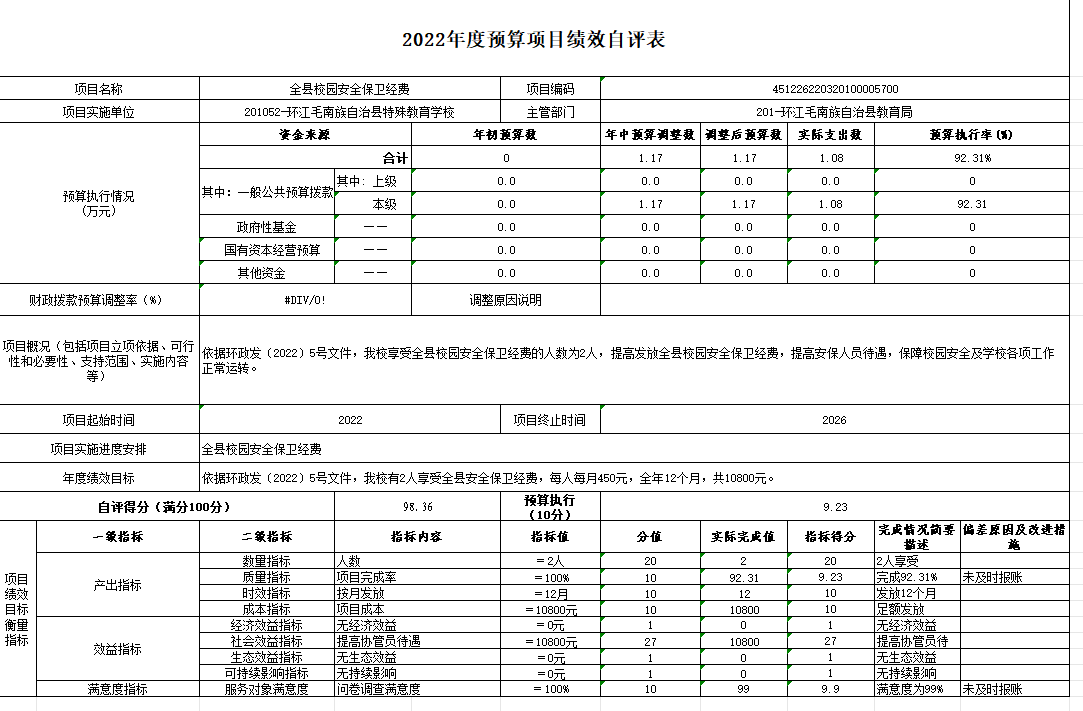 2022年度预算项目绩效自评表
项目名称 全县校园安全保卫经费 项目编码 451226220320100005700
项目实施单位 201052-环江毛南族自治县特殊教育学校 主管部门 201-环江毛南族自治县教育局
预算执行情况
(万元)
资金来源 年初预算数 年中预算调整数 调整后预算数 实际支出数 预算执行率(%)
合计 0 1.17 1.17 1.08 92.31%
其中：一般公共预算拨款 其中：上级 0.0 0.0 0.0 0.0 0
本级 0.0 1.17 1.17 1.08 92.31
政府性基金 —— 0.0 0.0 0.0 0.0 0
国有资本经营预算 —— 0.0 0.0 0.0 0.0 0
其他资金 —— 0.0 0.0 0.0 0.0 0
财政拨款预算调整率（%） #DIV/0! 调整原因说明
项目概况（包括项目立项依据、可行
性和必要性、支持范围、实施内容
等）
依据环政发（2022）5号文件，我校享受全县校园安全保卫经费的人数为2人，提高发放全县校园安全保卫经费，提高安保人员待遇，保障校园安全及学校各项工作
正常运转。
项目起始时间 2022 项目终止时间 2026
项目实施进度安排 全县校园安全保卫经费
年度绩效目标 依据环政发（2022）5号文件，我校有2人享受全县安全保卫经费，每人每月450元，全年12个月，共10800元。
自评得分（满分100分） 98.36 预算执行
（10分） 9.23
项目
绩效
目标
衡量
指标
一级指标 二级指标 指标内容 指标值 分值 实际完成值 指标得分 完成情况简要
描述 偏差原因及改进措
施
产出指标 数量指标 人数 ＝2人 20 2 20 2人享受
质量指标 项目完成率 ＝100% 10 92.31 9.23 完成92.31% 未及时报账
时效指标 按月发放 ＝12月 10 12 10 发放12个月
成本指标 项目成本 ＝10800元 10 10800 10 足额发放
效益指标 经济效益指标 无经济效益 ＝0元 1 0 1 无经济效益
社会效益指标 提高协管员待遇 ＝10800元 27 10800 27 提高协管员待
生态效益指标 无生态效益 ＝0元 1 0 1 无生态效益
可持续影响指标 无持续影响 ＝0元 1 0 1 无持续影响
满意度指标 服务对象满意度 问卷调查满意度 ＝100% 10 99 9.9 满意度为99% 未及时报账